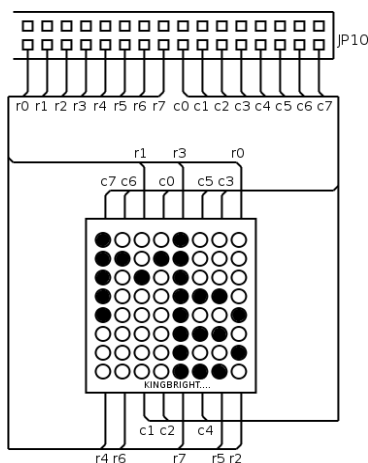 JP10
r0 r1 r2 r3 r4 r5 r6 r7 c0 c1 c2 c3 c4 c5 c6 c7
r1 r3 r0
c7 c6 c0 c5 c3
KINGBRIGHT....
c1 c2 c4
r4 r6 r7 r5 r2